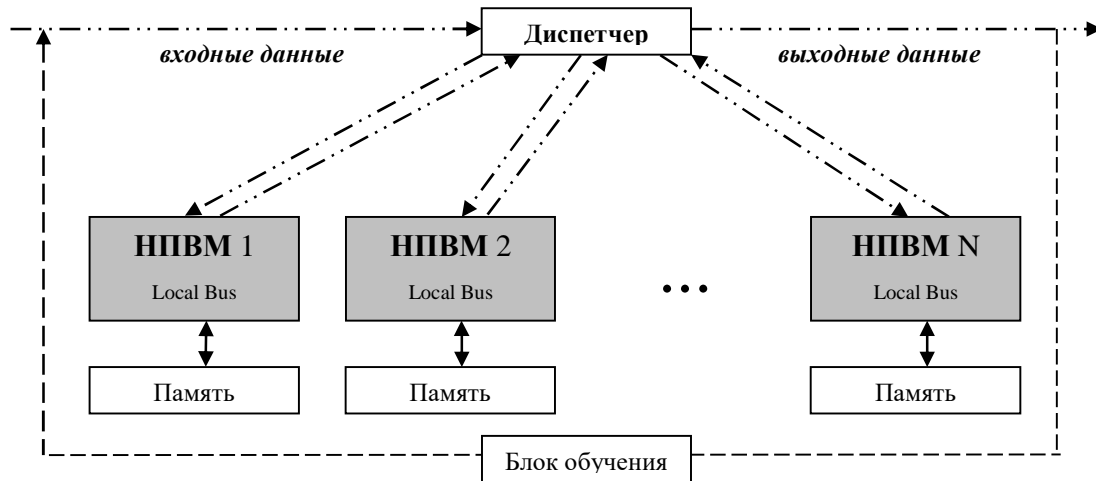 Диспетчер
входные данные
выходные данные
НПВМ 1
Local Bus
НПВМ 2
Local Bus
...
НПВМ N
Local Bus
Память
Память
Память
Блок обучения